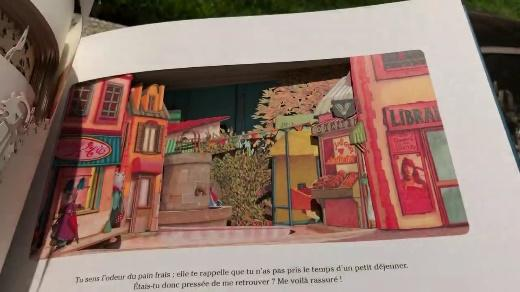 LIBRAI
Tu sens l'odeur du pain frais ; elle te rappelle que tu n'as pas pris le temps d'un petit déjeuner.
Étais-tu donc pressée de me retrouver ? Me voilà rassuré !